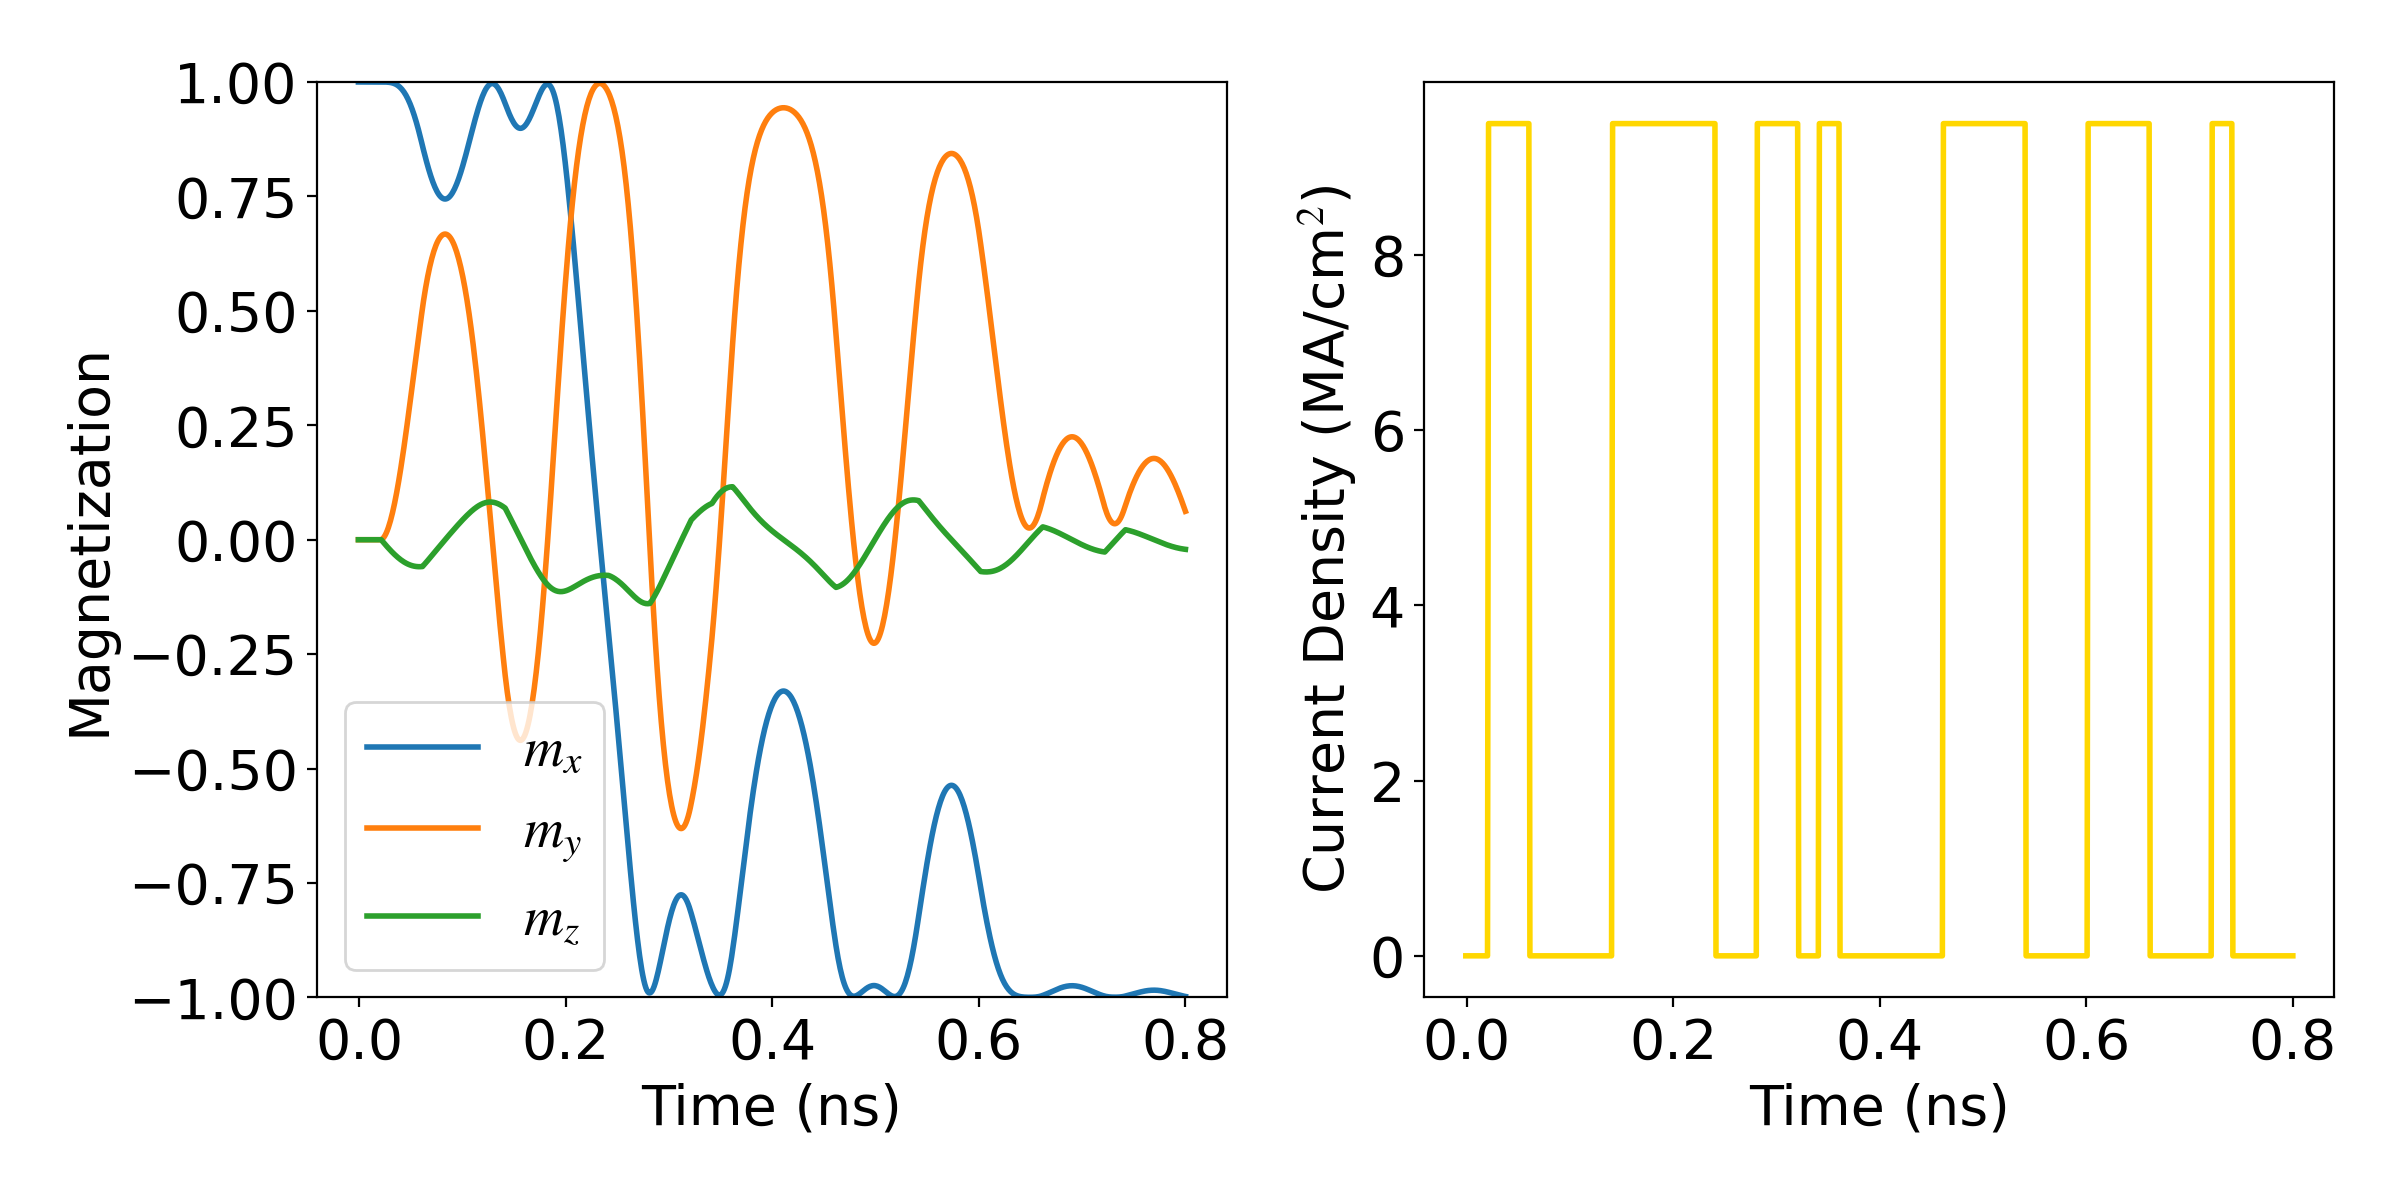 Magnetization
1.00
0.75
0.50
0.25
0.00
−0.25
−0.50
−0.75
−1.00
m_x
m_y
m_z
0.0 0.2 0.4 0.6 0.8
Time (ns)
Current Density (MA/cm²)
8
6
4
2
0
0.0 0.2 0.4 0.6 0.8
Time (ns)